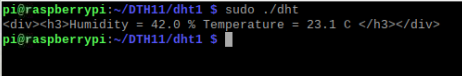 pi@raspberrypi:~/DTH11/dht1 $ sudo ./dht
<div><h3>Humidity = 42.0 % Temperature = 23.1 C </h3></div>
pi@raspberrypi:~/DTH11/dht1 $